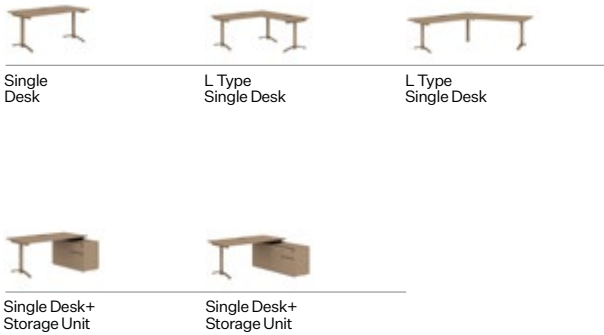 Single
Desk
L Type
Single Desk
L Type
Single Desk
Single Desk+
Storage Unit
Single Desk+
Storage Unit